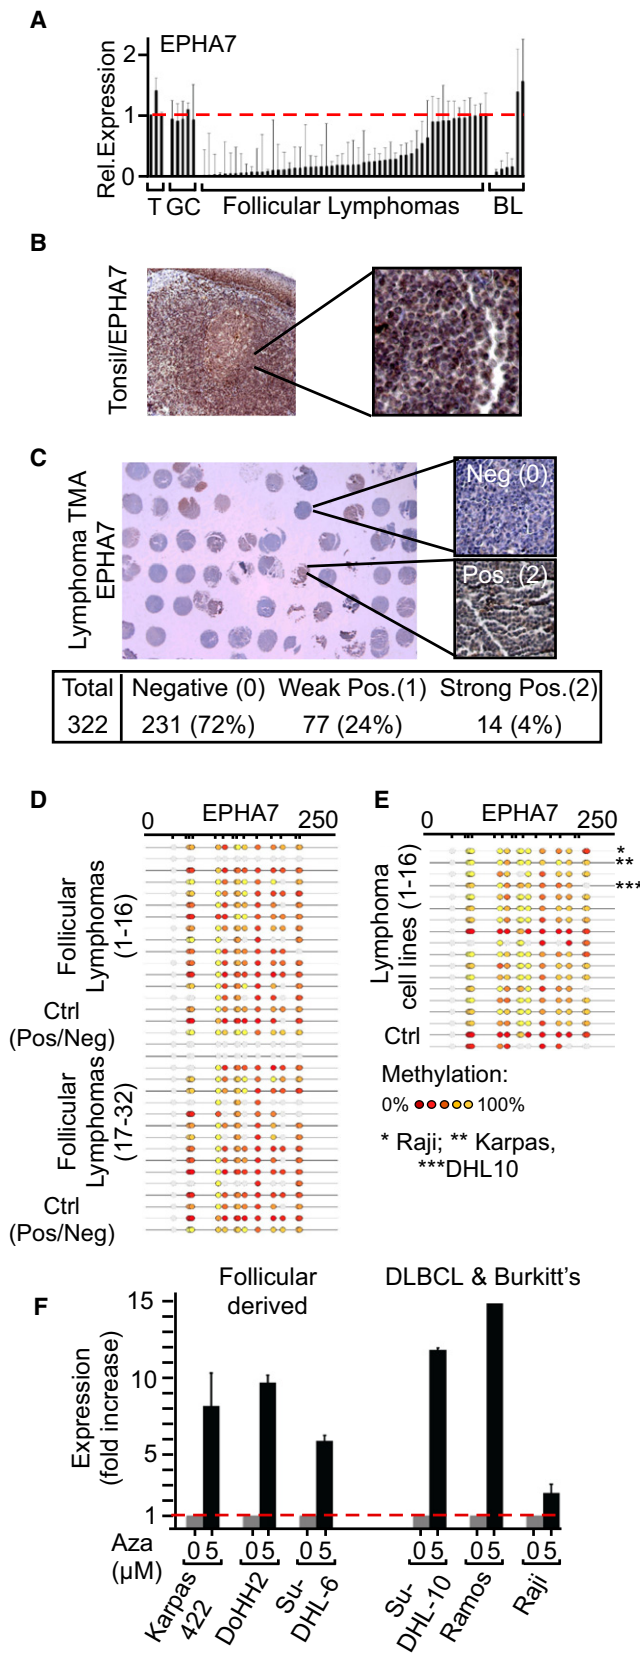 A
EPHA7
Rel.Expression
2
1
0
T GC Follicular Lymphomas BL
B
Tonsil/EPHA7
C
Lymphoma TMA
EPHA7
Neg (0)
Pos. (2)
Total Negative (0) Weak Pos.(1) Strong Pos.(2)
322 231 (72%) 77 (24%) 14 (4%)
D
0 EPHA7 250
Follicular
Lymphomas
(1-16)
Ctrl
(Pos/Neg)
Follicular
Lymphomas
(17-32)
Ctrl
(Pos/Neg)
E
0 EPHA7 250
*
**
***
Lymphoma
cell lines (1-16)
Ctrl
Methylation:
0% 100%
* Raji; ** Karpas,
***DHL10
F
Follicular
derived
DLBCL & Burkitt's
Expression
(fold increase)
15
10
5
1
Aza
(µM)
0 5 0 5 0 5 0 5 0 5 0 5
Karpas
422
DoHH2
Su-
DHL-6
Su-
DHL-10
Ramos
Raji